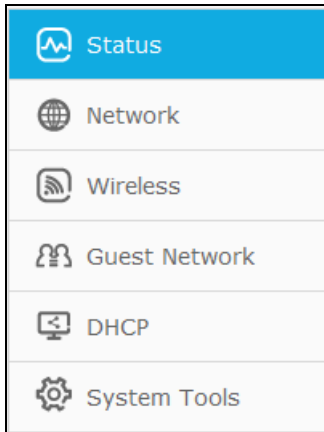 Status
Network
Wireless
Guest Network
DHCP
System Tools